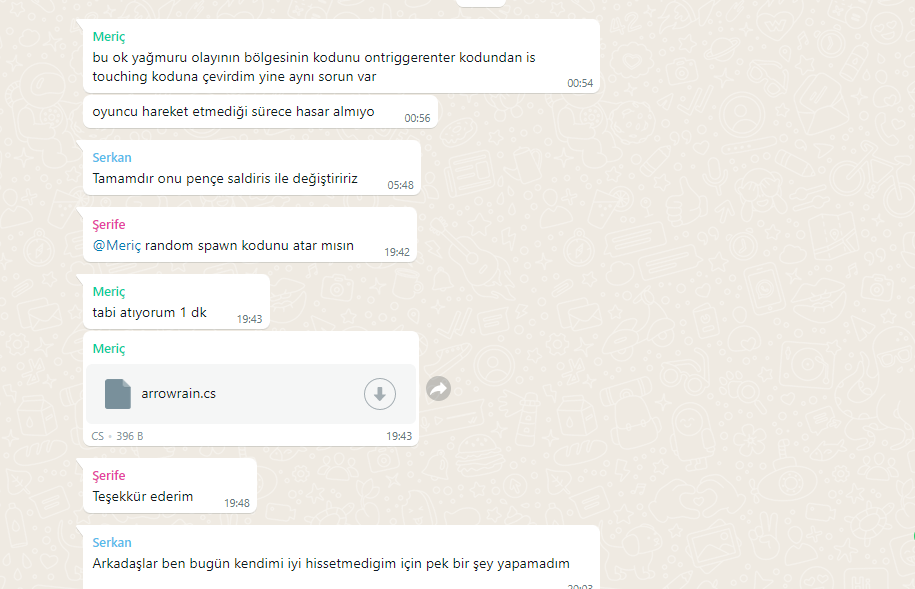 Meriç
bu ok yağmuru olayının bölgesinin kodunu ontriggerenter kodundan is
touching koduna çevirdim yine aynı sorun var
00:54
oyuncu hareket etmediği sürece hasar almıyo
00:56
Serkan
Tamamdır onu pençe saldiris ile değiştiririz
05:48
Şerife
@Meriç random spawn kodunu atar mısın
19:42
Meriç
tabi atıyorum 1 dk
19:43
Meriç
arrowrain.cs
CS • 396 B
19:43
Şerife
Teşekkür ederim
19:48
Serkan
Arkadaşlar ben bugün kendimi iyi hissetmedigim için pek bir şey yapamadım
20:03